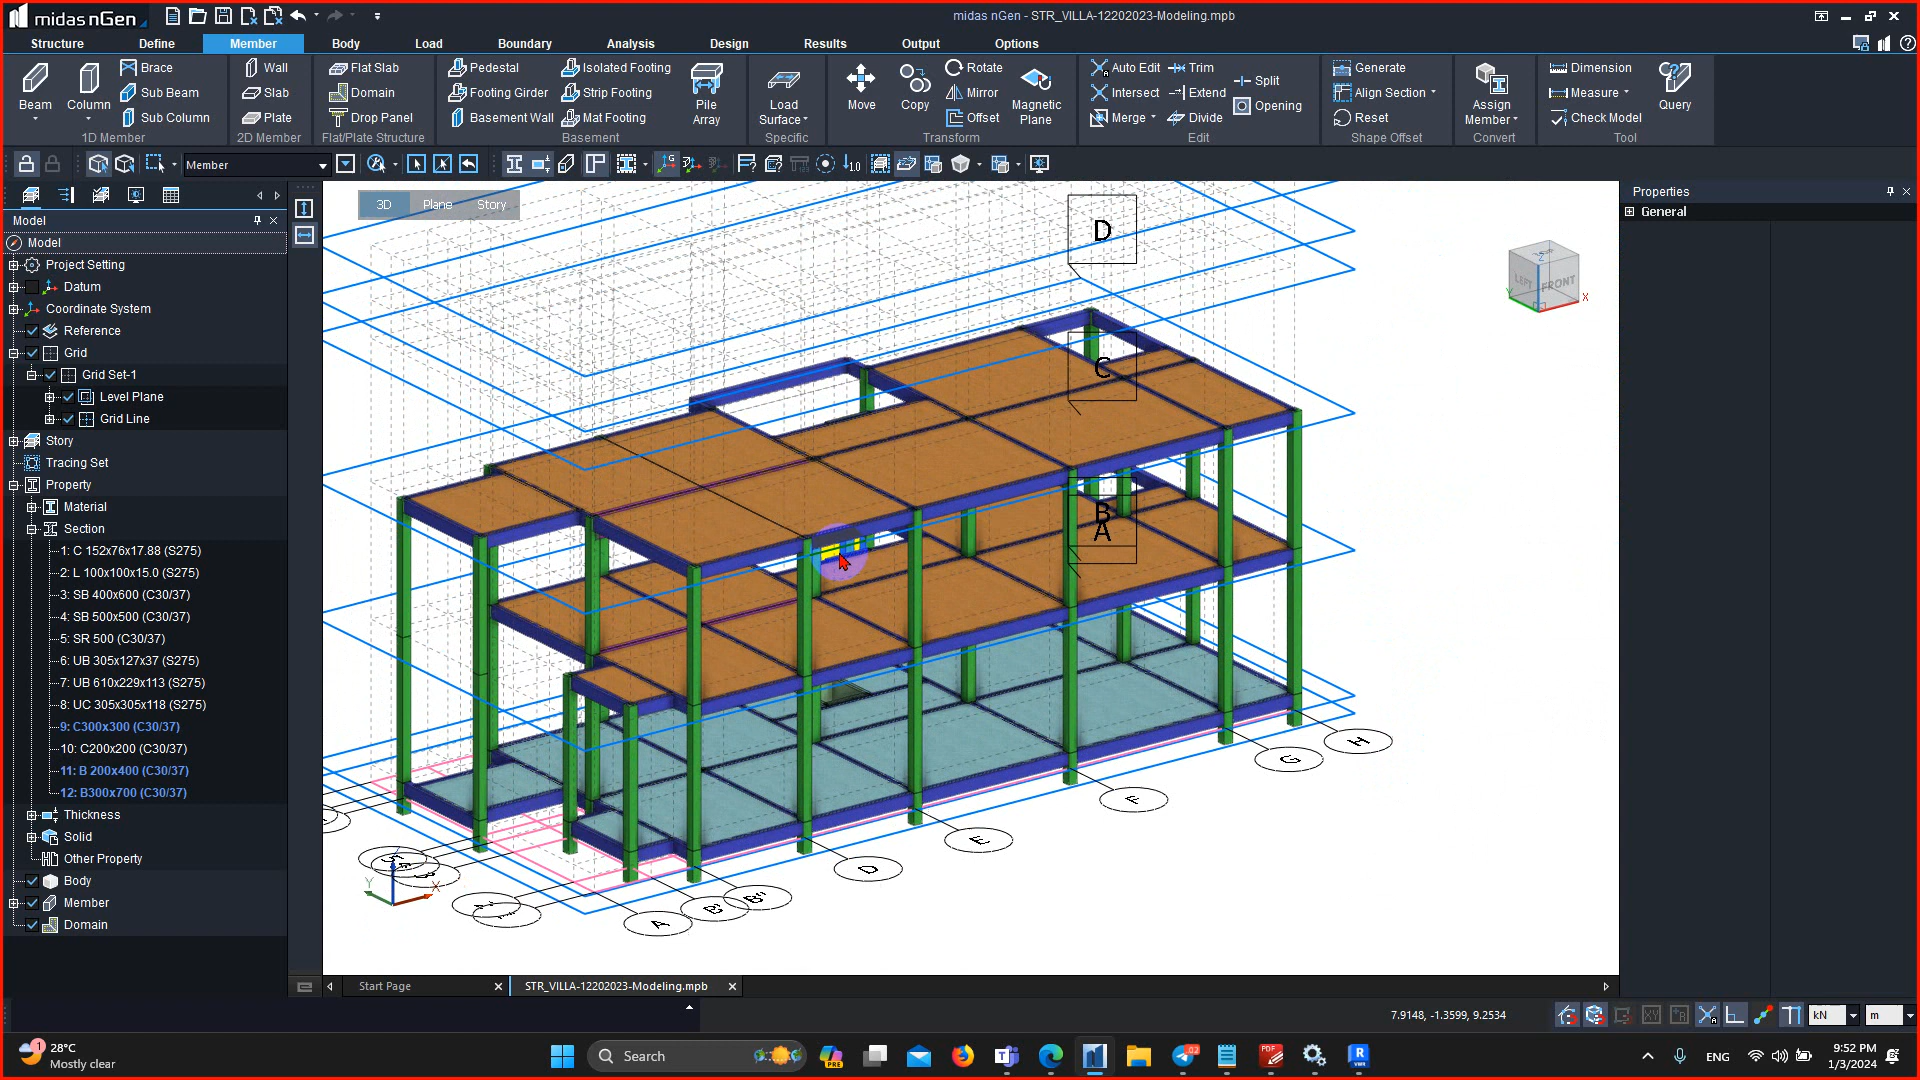 midas nGen
midas nGen - STR_VILLA-12202023-Modeling.mpb
Structure Define Member Body Load Boundary Analysis Design Results Output Options
Beam
Column
Brace
Sub Beam
Sub Column
1D Member
Wall
Slab
Plate
2D Member
Flat Slab
Domain
Drop Panel
Flat/Plate Structure
Pedestal
Footing Girder
Basement Wall
Isolated Footing
Strip Footing
Mat Footing
Pile Array
Basement
Load Surface
Specific
Move
Copy
Rotate
Mirror
Offset
Magnetic Plane
Transform
Auto Edit
Intersect
Merge
Trim
Extend
Divide
Split
Opening
Edit
Generate
Align Section
Reset
Shape Offset
Assign Member
Convert
Dimension
Measure
Check Model
Query
Tool
Member
1.0
Model
3D Plane Story
Properties
General
Model
Project Setting
Datum
Coordinate System
Reference
Grid
Grid Set-1
Level Plane
Grid Line
Story
Tracing Set
Property
Material
Section
1: C 152x76x17.88 (S275)
2: L 100x100x15.0 (S275)
3: SB 400x600 (C30/37)
4: SB 500x500 (C30/37)
5: SR 500 (C30/37)
6: UB 305x127x37 (S275)
7: UB 610x229x113 (S275)
8: UC 305x305x118 (S275)
9: C300x300 (C30/37)
10: C200x200 (C30/37)
11: B 200x400 (C30/37)
12: B300x700 (C30/37)
Thickness
Solid
Other Property
Body
Member
Domain
D
C
B
A
LEFT FRONT
Z
Y
X
H
G
F
E
D
B'
B'
A
Y
X
Start Page
STR_VILLA-12202023-Modeling.mpb
7.9148, -1.3599, 9.2534
kN
m
1
28°C
Mostly clear
Search
PRE
02
PDF
ENG
9:52 PM
1/3/2024